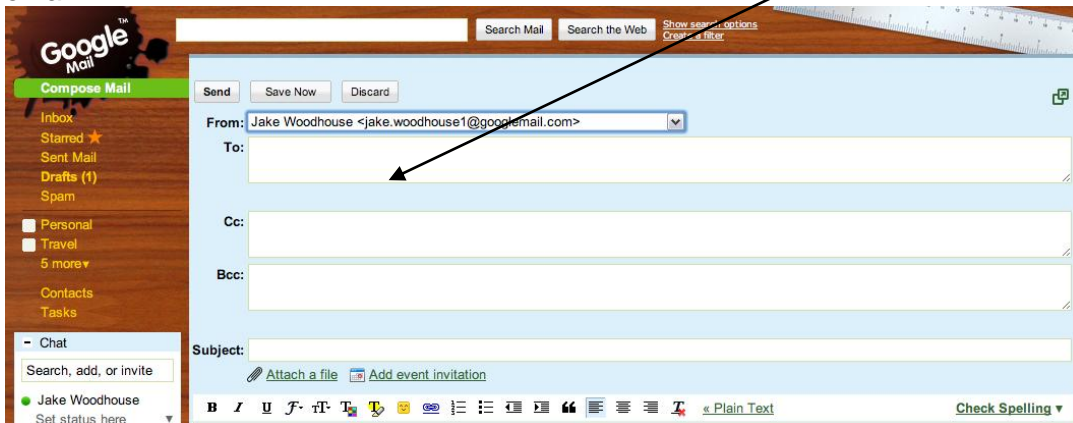 Google TM
Mail
Search Mail
Search the Web
Show search options
Create a filter
Compose Mail
Inbox
Starred
Sent Mail
Drafts (1)
Spam
Personal
Travel
5 more▾
Contacts
Tasks
– Chat
Search, add, or invite
Jake Woodhouse
Set status here
Send
Save Now
Discard
From: Jake Woodhouse <jake.woodhouse1@googlemail.com>
To:
Cc:
Bcc:
Subject:
Attach a file
Add event invitation
B I U
« Plain Text
Check Spelling ▾